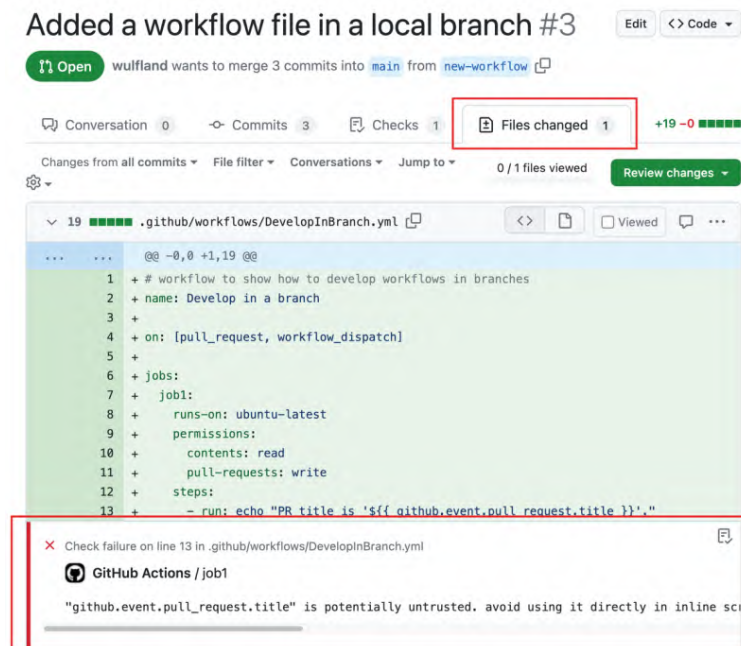 Added a workflow file in a local branch #3
Edit
<> Code
Open
wulfland wants to merge 3 commits into main from new-workflow
Conversation 0
Commits 3
Checks 1
Files changed 1
+19 −0
Changes from all commits
File filter
Conversations
Jump to
0 / 1 files viewed
Review changes
19
.github/workflows/DevelopInBranch.yml
<>
Viewed
...
... ... @@ -0,0 +1,19 @@
1 + # workflow to show how to develop workflows in branches
2 + name: Develop in a branch
3 +
4 + on: [pull_request, workflow_dispatch]
5 +
6 + jobs:
7 +   job1:
8 +     runs-on: ubuntu-latest
9 +     permissions:
10 +       contents: read
11 +       pull-requests: write
12 +     steps:
13 +       - run: echo "PR title is '${{ github.event.pull_request.title }}'."
Check failure on line 13 in .github/workflows/DevelopInBranch.yml
GitHub Actions / job1
"github.event.pull_request.title" is potentially untrusted. avoid using it directly in inline